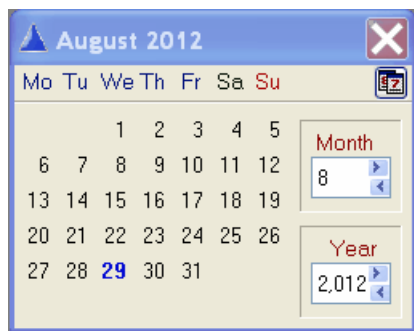 August 2012
Mo Tu We Th Fr Sa Su
7
1 2 3 4 5
6 7 8 9 10 11 12
13 14 15 16 17 18 19
20 21 22 23 24 25 26
27 28 29 30 31
Month
8
Year
2,012